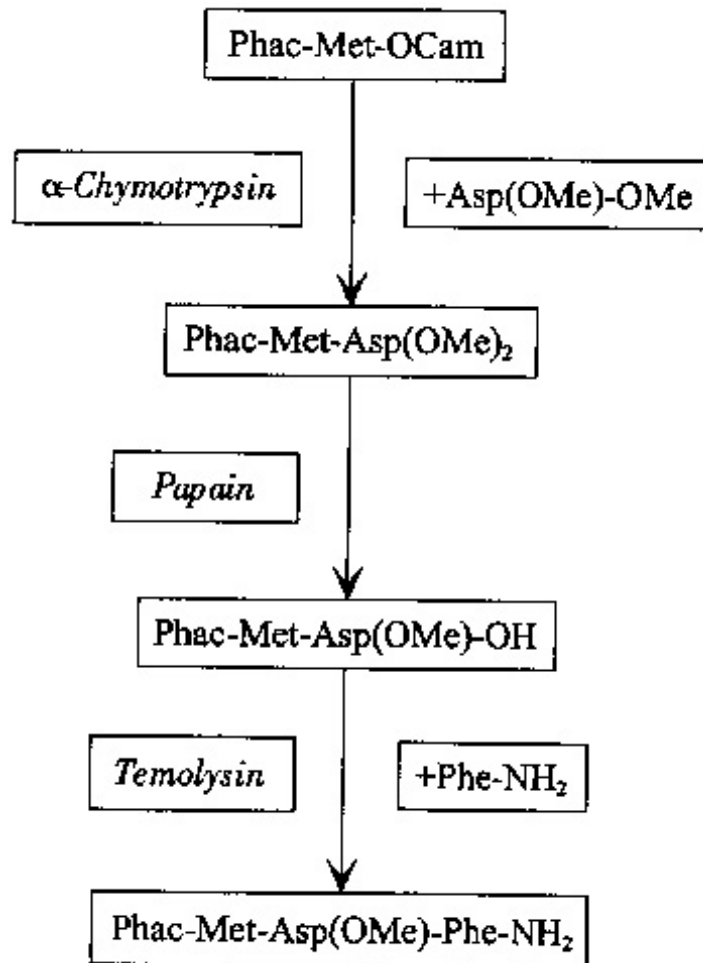 Phac-Met-OCam
α-Chymotrypsin
+Asp(OMe)-OMe
Phac-Met-Asp(OMe)₂
Papain
Phac-Met-Asp(OMe)-OH
Temolysin
+Phe-NH₂
Phac-Met-Asp(OMe)-Phe-NH₂